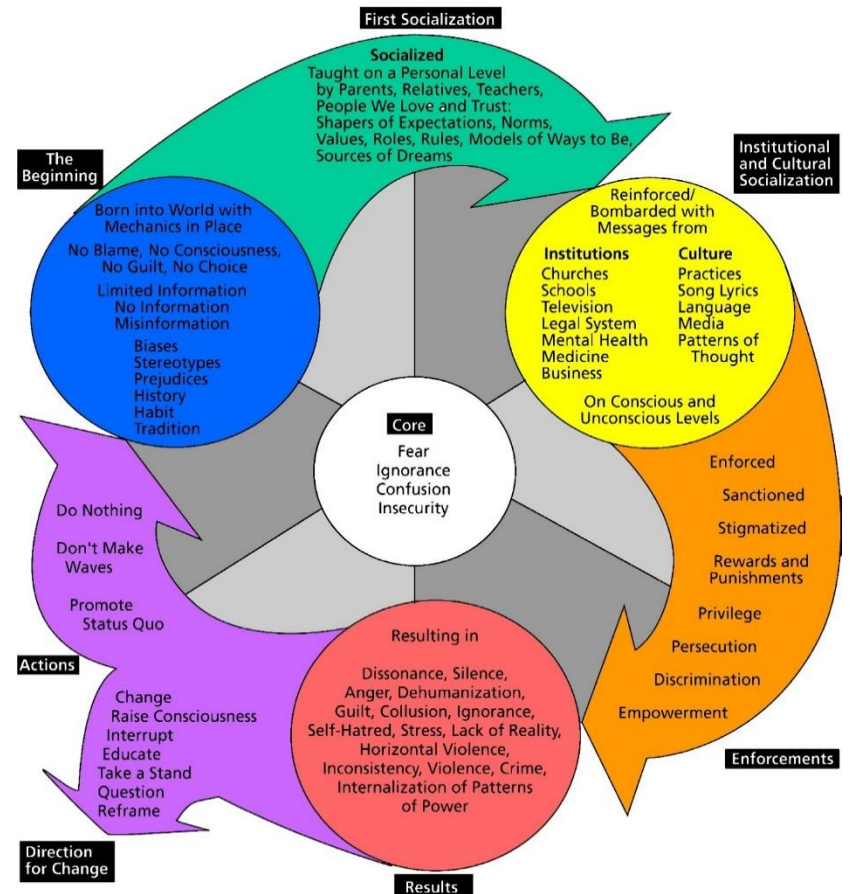 First Socialization
Socialized
Taught on a Personal Level
by Parents, Relatives, Teachers,
People We Love and Trust:
Shapers of Expectations, Norms,
Values, Roles, Rules, Models of Ways to Be,
Sources of Dreams
The
Beginning
Born into World with
Mechanics in Place
No Blame, No Consciousness,
No Guilt, No Choice
Limited Information
No Information
Misinformation
Biases
Stereotypes
Prejudices
History
Habit
Tradition
Institutional
and Cultural
Socialization
Reinforced/
Bombarded with
Messages from
Institutions
Churches
Schools
Television
Legal System
Mental Health
Medicine
Business
Culture
Practices
Song Lyrics
Language
Media
Patterns of
Thought
On Conscious and
Unconscious Levels
Core
Fear
Ignorance
Confusion
Insecurity
Enforced
Sanctioned
Stigmatized
Rewards and
Punishments
Privilege
Persecution
Discrimination
Empowerment
Enforcements
Resulting in
Dissonance, Silence,
Anger, Dehumanization,
Guilt, Collusion, Ignorance,
Self-Hatred, Stress, Lack of Reality,
Horizontal Violence,
Inconsistency, Violence, Crime,
Internalization of Patterns
of Power
Results
Do Nothing
Don't Make
Waves
Promote
Status Quo
Actions
Change
Raise Consciousness
Interrupt
Educate
Take a Stand
Question
Reframe
Direction
for Change